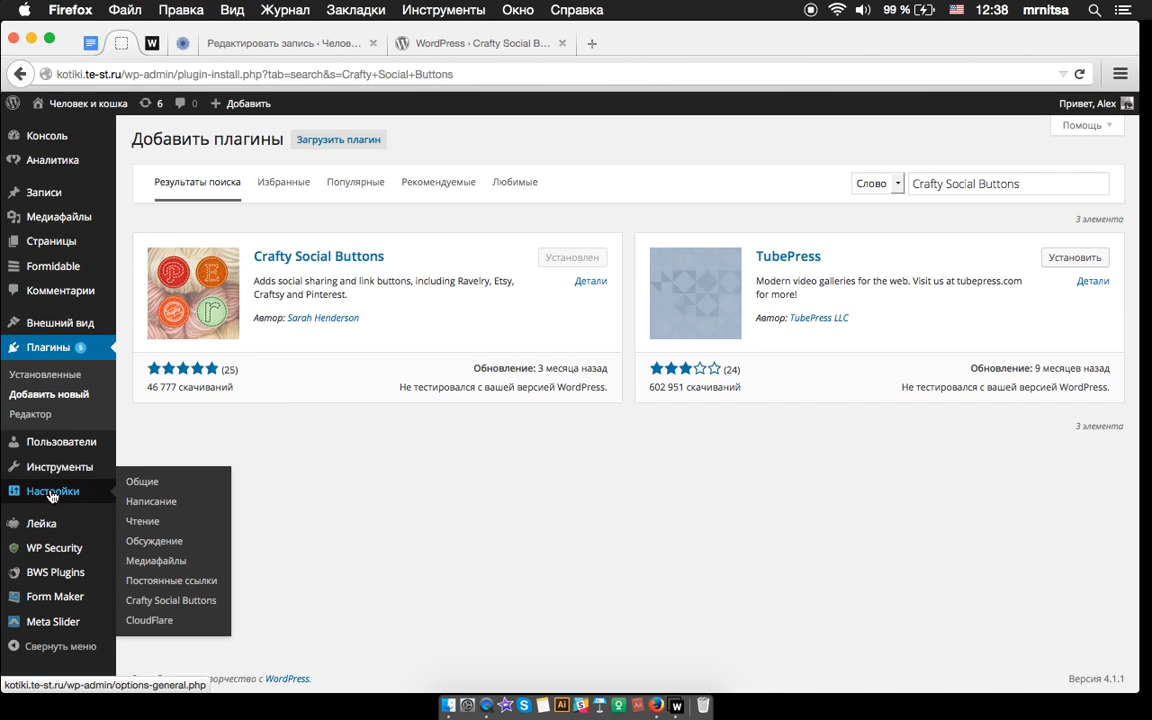 Firefox Файл Правка Вид Журнал Закладки Инструменты Окно Справка 99 % 12:38 mrnitsa
W Редактировать запись ‹ Челов... × WordPress › Crafty Social B... × +
kotiki.te-st.ru/wp-admin/plugin-install.php?tab=search&s=Crafty+Social+Buttons
Человек и кошка 6 0 + Добавить Привет, Alex
Помощь
Консоль
Аналитика
Записи
Медиафайлы
Страницы
Formidable
Комментарии
Внешний вид
Плагины 5
Установленные
Добавить новый
Редактор
Пользователи
Инструменты
Настройки
Лейка
WP Security
BWS Plugins
Form Maker
Meta Slider
Свернуть меню
Общие
Написание
Чтение
Обсуждение
Медиафайлы
Постоянные ссылки
Crafty Social Buttons
CloudFlare
Добавить плагины Загрузить плагин
Результаты поиска Избранные Популярные Рекомендуемые Любимые Слово Crafty Social Buttons
3 элемента
Crafty Social Buttons Установлен
Adds social sharing and link buttons, including Ravelry, Etsy, Детали
Craftsy and Pinterest.
Автор: Sarah Henderson
(25) Обновление: 3 месяца назад
46 777 скачиваний Не тестировался с вашей версией WordPress.
TubePress Установить
Modern video galleries for the web. Visit us at tubepress.com Детали
for more!
Автор: TubePress LLC
(24) Обновление: 9 месяцев назад
602 951 скачиваний Не тестировался с вашей версией WordPress.
3 элемента
творчество с WordPress. Версия 4.1.1
kotiki.te-st.ru/wp-admin/options-general.php